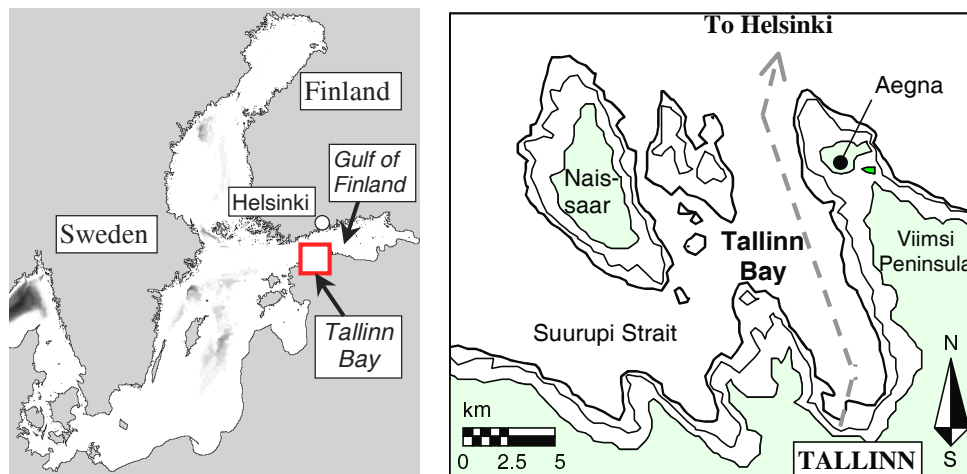 Finland
Gulf of
Finland
Helsinki
Sweden
Tallinn
Bay
To Helsinki
Aegna
Nais-
saar
Tallinn
Bay
Viimsi
Peninsula
Suurupi Strait
km
0 2.5 5
N
S
TALLINN